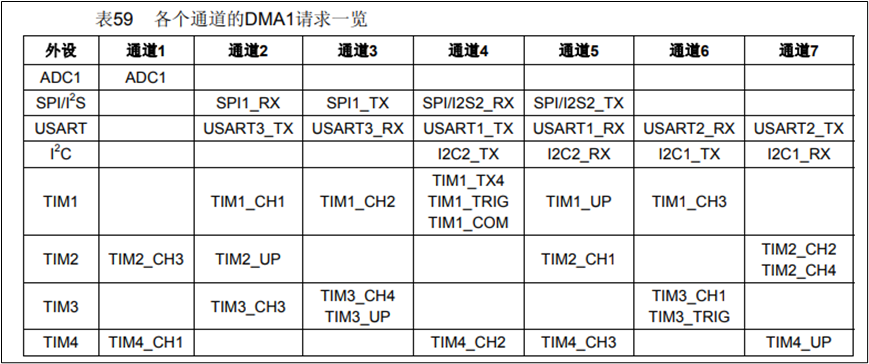 表59 各个通道的DMA1请求一览
外设 通道1 通道2 通道3 通道4 通道5 通道6 通道7
ADC1 ADC1
SPI/I²S SPI1_RX SPI1_TX SPI/I2S2_RX SPI/I2S2_TX
USART USART3_TX USART3_RX USART1_TX USART1_RX USART2_RX USART2_TX
I²C I2C2_TX I2C2_RX I2C1_TX I2C1_RX
TIM1 TIM1_CH1 TIM1_CH2 TIM1_TX4 TIM1_TRIG TIM1_COM TIM1_UP TIM1_CH3
TIM2 TIM2_CH3 TIM2_UP TIM2_CH1 TIM2_CH2 TIM2_CH4
TIM3 TIM3_CH3 TIM3_CH4 TIM3_UP TIM3_CH1 TIM3_TRIG
TIM4 TIM4_CH1 TIM4_CH2 TIM4_CH3 TIM4_UP